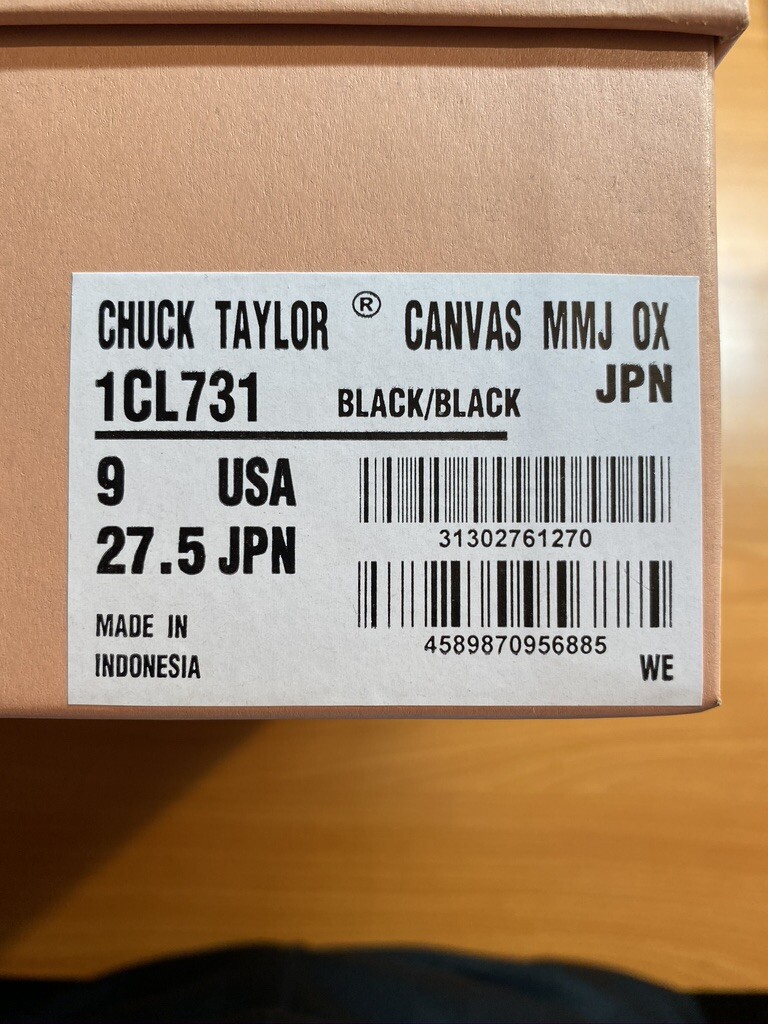 CHUCK TAYLOR ® CANVAS MMJ OX
1CL731 BLACK/BLACK JPN
9 USA
27.5 JPN
31302761270
4589870956885
MADE IN
INDONESIA
WE